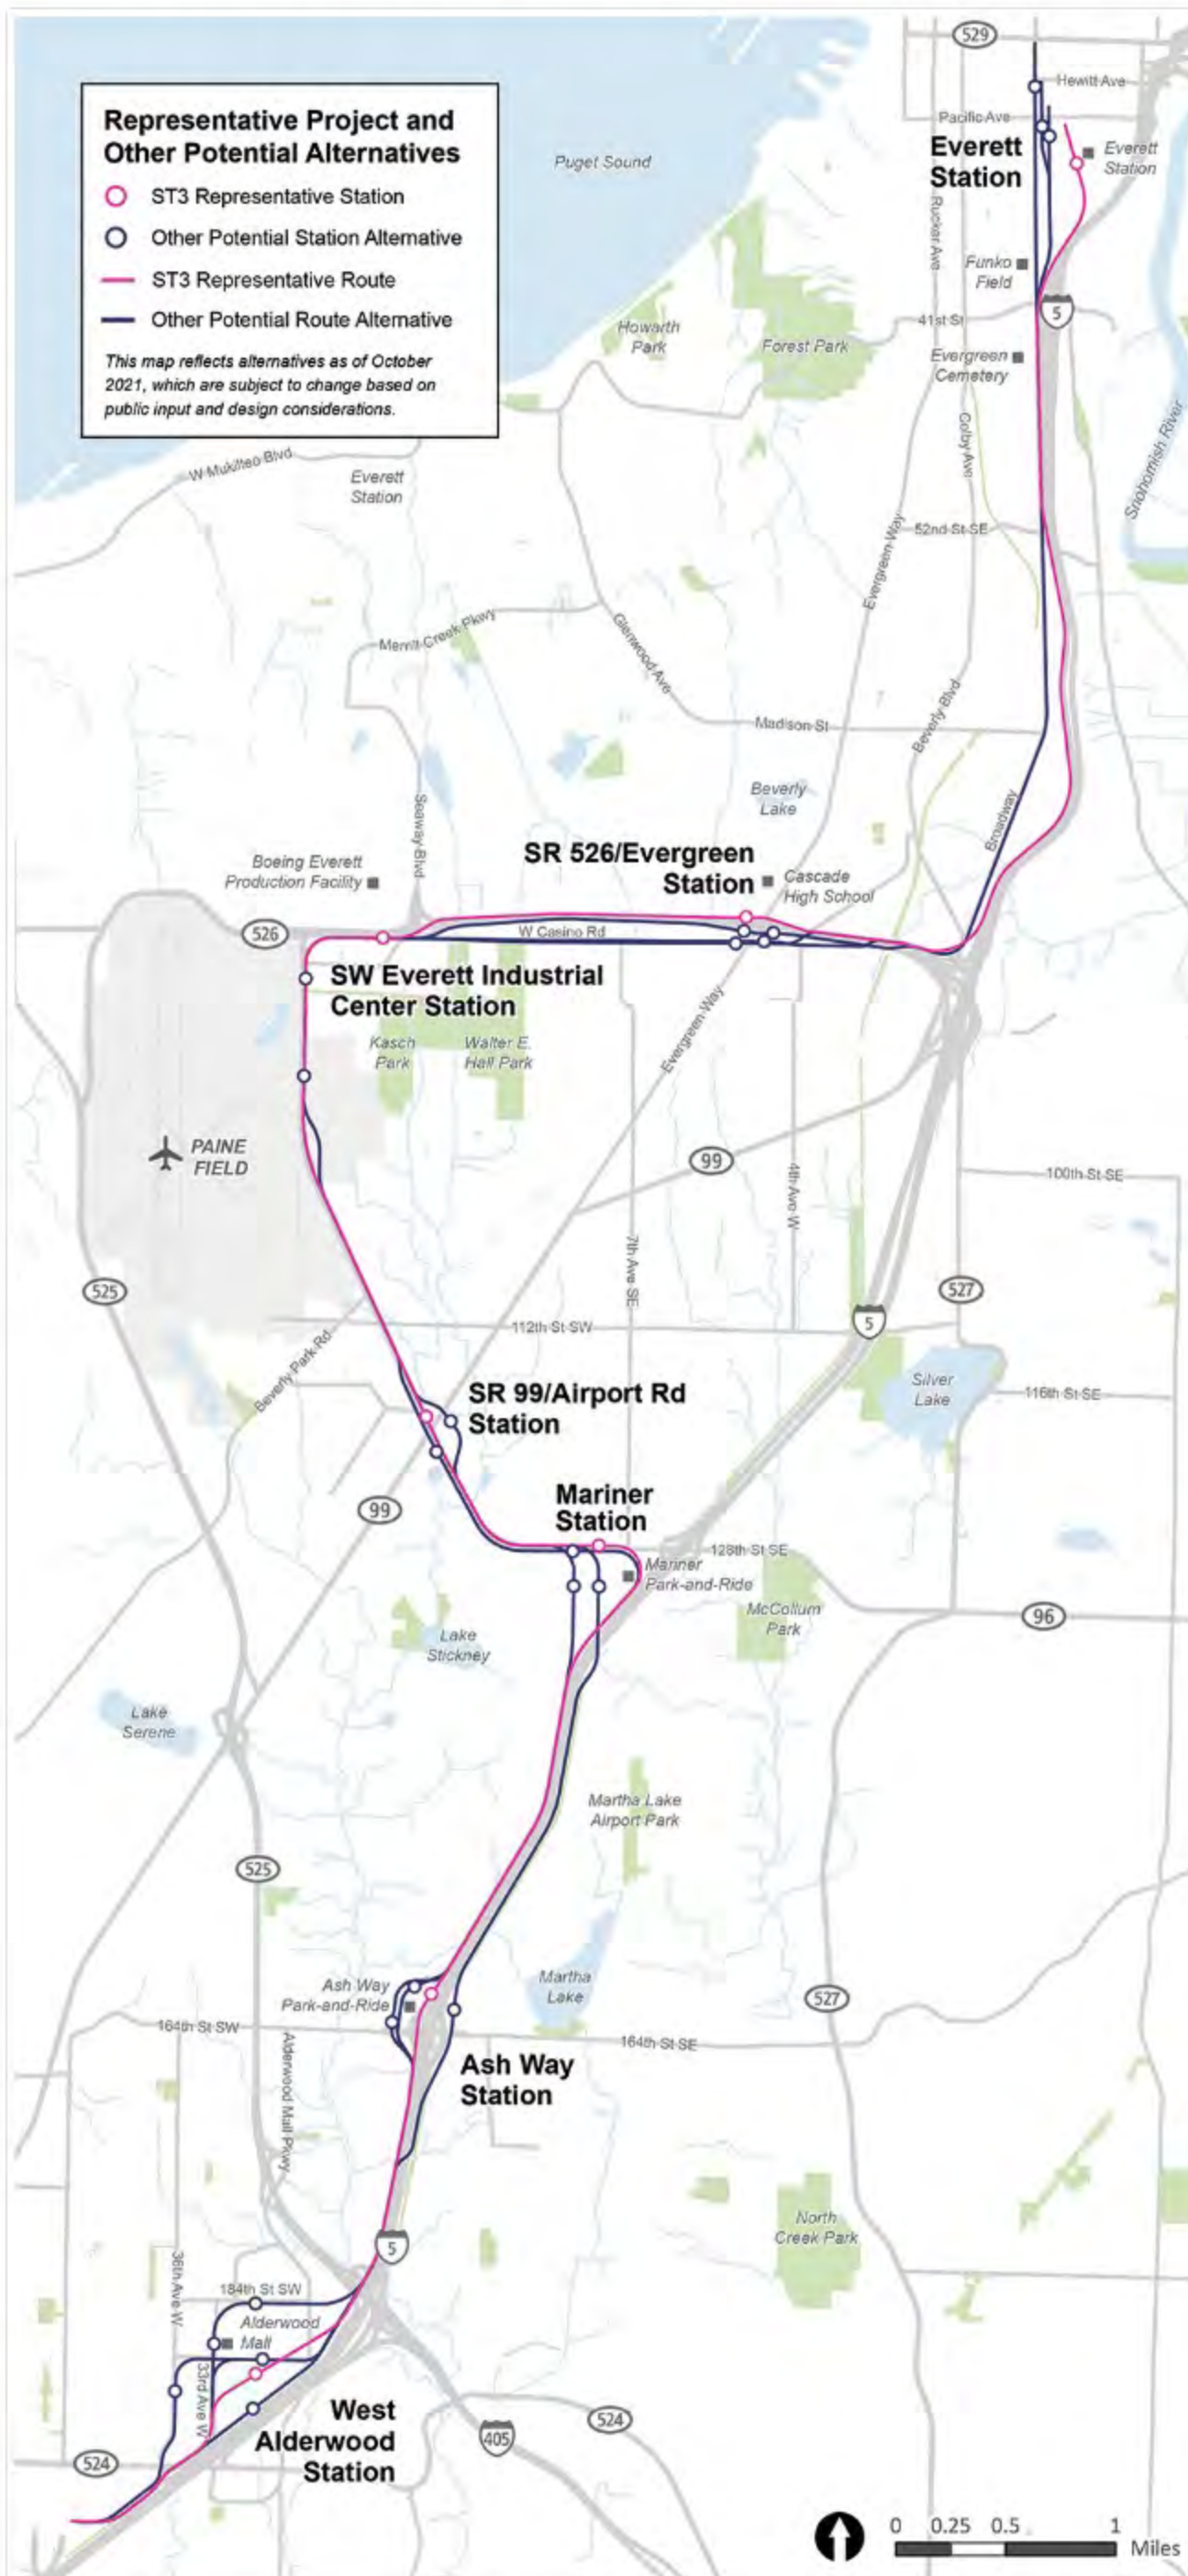 529
Hewitt Ave
Pacific Ave
Everett
Station
Everett
Station
Representative Project and
Other Potential Alternatives
ST3 Representative Station
Other Potential Station Alternative
ST3 Representative Route
Other Potential Route Alternative
This map reflects alternatives as of October
2021, which are subject to change based on
public input and design considerations.
Puget Sound
Rucker Ave
Funko
Field
5
41st St
Howarth
Park
Forest Park
Evergreen
Cemetery
Colby Ave
Snohomish River
W Mukilteo Blvd
Everett
Station
Evergreen Way
52nd St SE
Merrill Creek Pkwy
Glenwood Ave
Madison St
Beverly Blvd
Beverly
Lake
Broadway
Seaway Blvd
Boeing Everett
Production Facility
SR 526/Evergreen
Station
Cascade
High School
526
W Casino Rd
SW Everett Industrial
Center Station
Kasch
Park
Walter E.
Hall Park
Evergreen Way
PAINE
FIELD
99
4th Ave W
100th St SE
7th Ave SE
525
527
5
112th St SW
Beverly Park Rd
SR 99/Airport Rd
Station
Silver
Lake
116th St SE
99
Mariner
Station
128th St SE
Mariner
Park-and-Ride
McCollum
Park
96
Lake
Stickney
Lake
Serene
Martha Lake
Airport Park
525
Ash Way
Park-and-Ride
Martha
Lake
527
164th St SW
164th St SE
Alderwood Mall Pkwy
Ash Way
Station
North
Creek Park
5
36th Ave W
184th St SW
Alderwood
Mall
33rd Ave W
West
Alderwood
Station
524
405
524
0 0.25 0.5 1
Miles